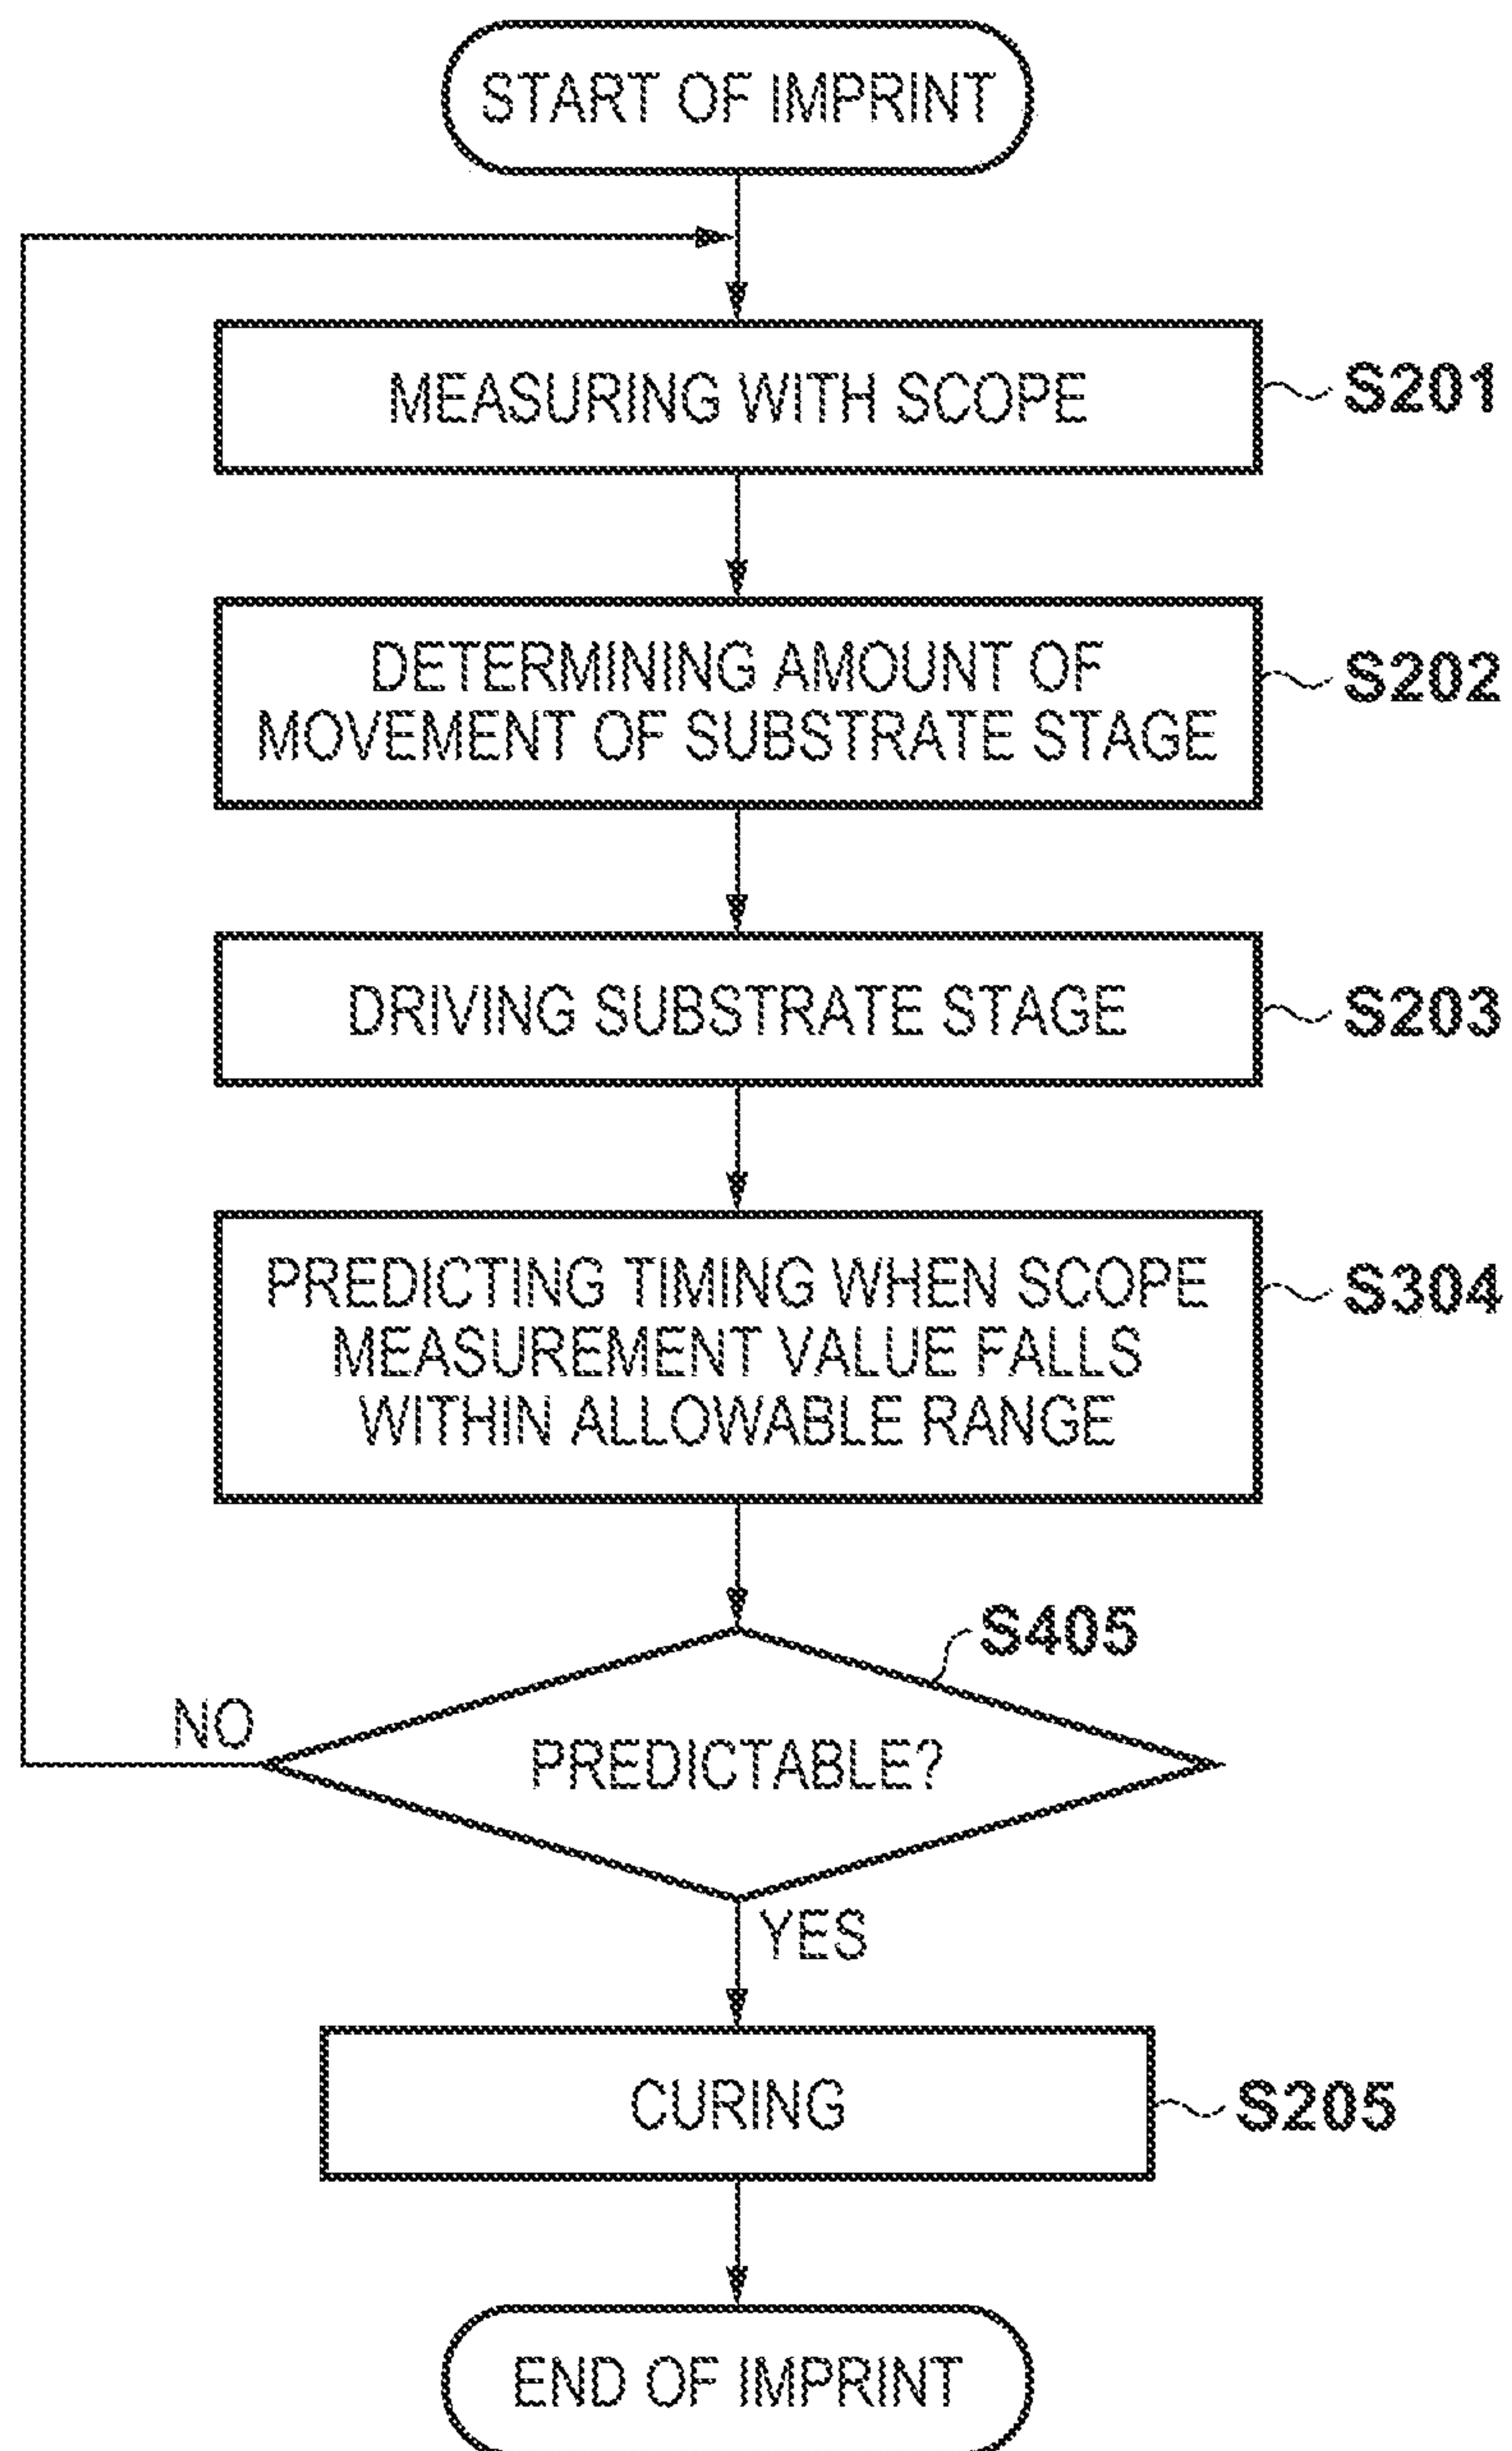 START OF IMPRINT
MEASURING WITH SCOPE
S201
DETERMINING AMOUNT OF
MOVEMENT OF SUBSTRATE STAGE
S202
DRIVING SUBSTRATE STAGE
S203
PREDICTING TIMING WHEN SCOPE
MEASUREMENT VALUE FALLS
WITHIN ALLOWABLE RANGE
S304
S405
NO
PREDICTABLE?
YES
CURING
S205
END OF IMPRINT